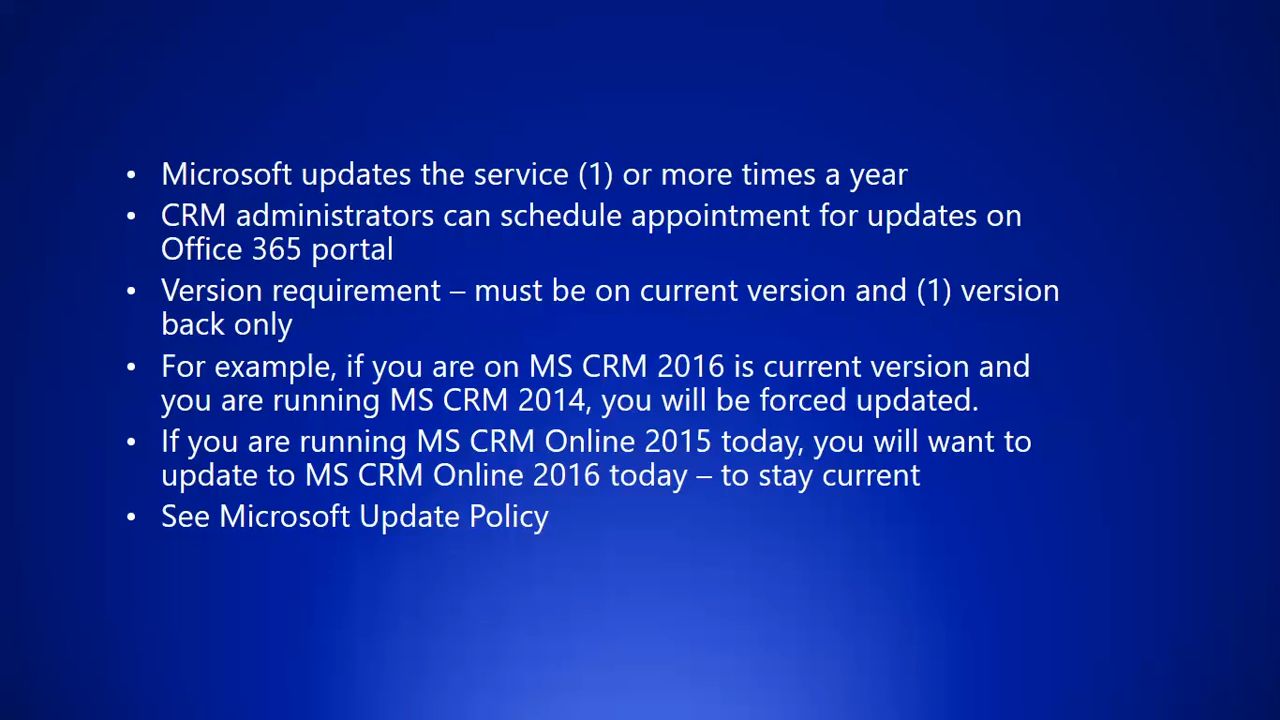 • Microsoft updates the service (1) or more times a year
• CRM administrators can schedule appointment for updates on
Office 365 portal
• Version requirement – must be on current version and (1) version
back only
• For example, if you are on MS CRM 2016 is current version and
you are running MS CRM 2014, you will be forced updated.
• If you are running MS CRM Online 2015 today, you will want to
update to MS CRM Online 2016 today – to stay current
• See Microsoft Update Policy